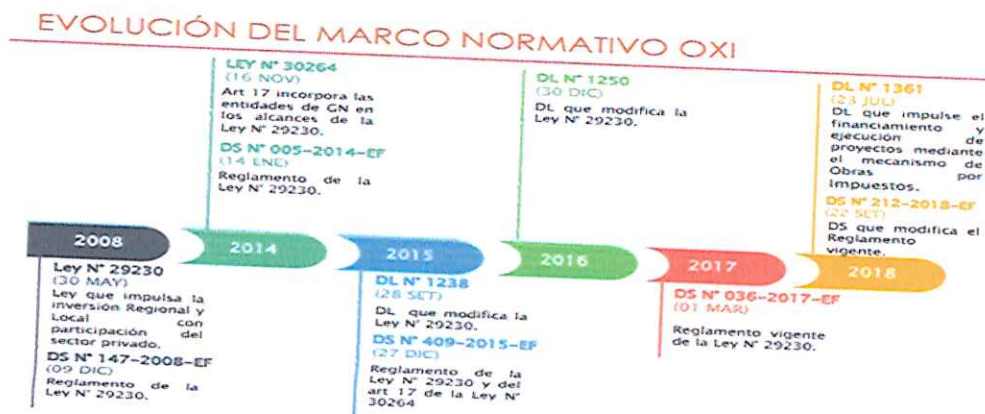 EVOLUCIÓN DEL MARCO NORMATIVO OXI
2008
Ley N° 29230
(30 MAY)
Ley que impulsa la
inversión Regional y
Local con
participación del
sector privado.
DS N° 147-2008-EF
(09 DIC)
Reglamento de la
Ley N° 29230.
LEY N° 30264
(16 NOV)
Art 17 incorpora las
entidades de GN en
los alcances de la
Ley N° 29230.
DS N° 005-2014-EF
(14 ENE)
Reglamento de la
Ley N° 29230.
2014
2015
DL N° 1238
(28 SET)
DL que modifica la
Ley N° 29230.
DS N° 409-2015-EF
(27 DIC)
Reglamento de la
Ley N° 29230 y del
art 17 de la Ley N°
30264
DL N° 1250
(30 DIC)
DL que modifica la
Ley N° 29230.
2016
2017
DS N° 036-2017-EF
(01 MAR)
Reglamento vigente
de la Ley N° 29230.
DL N° 1361
(23 JUL)
DL que impulse el
financiamiento y
ejecución de
proyectos mediante
el mecanismo de
Obras por
Impuestos.
DS N° 212-2018-EF
(22 SET)
DS que modifica el
Reglamento
vigente.
2018